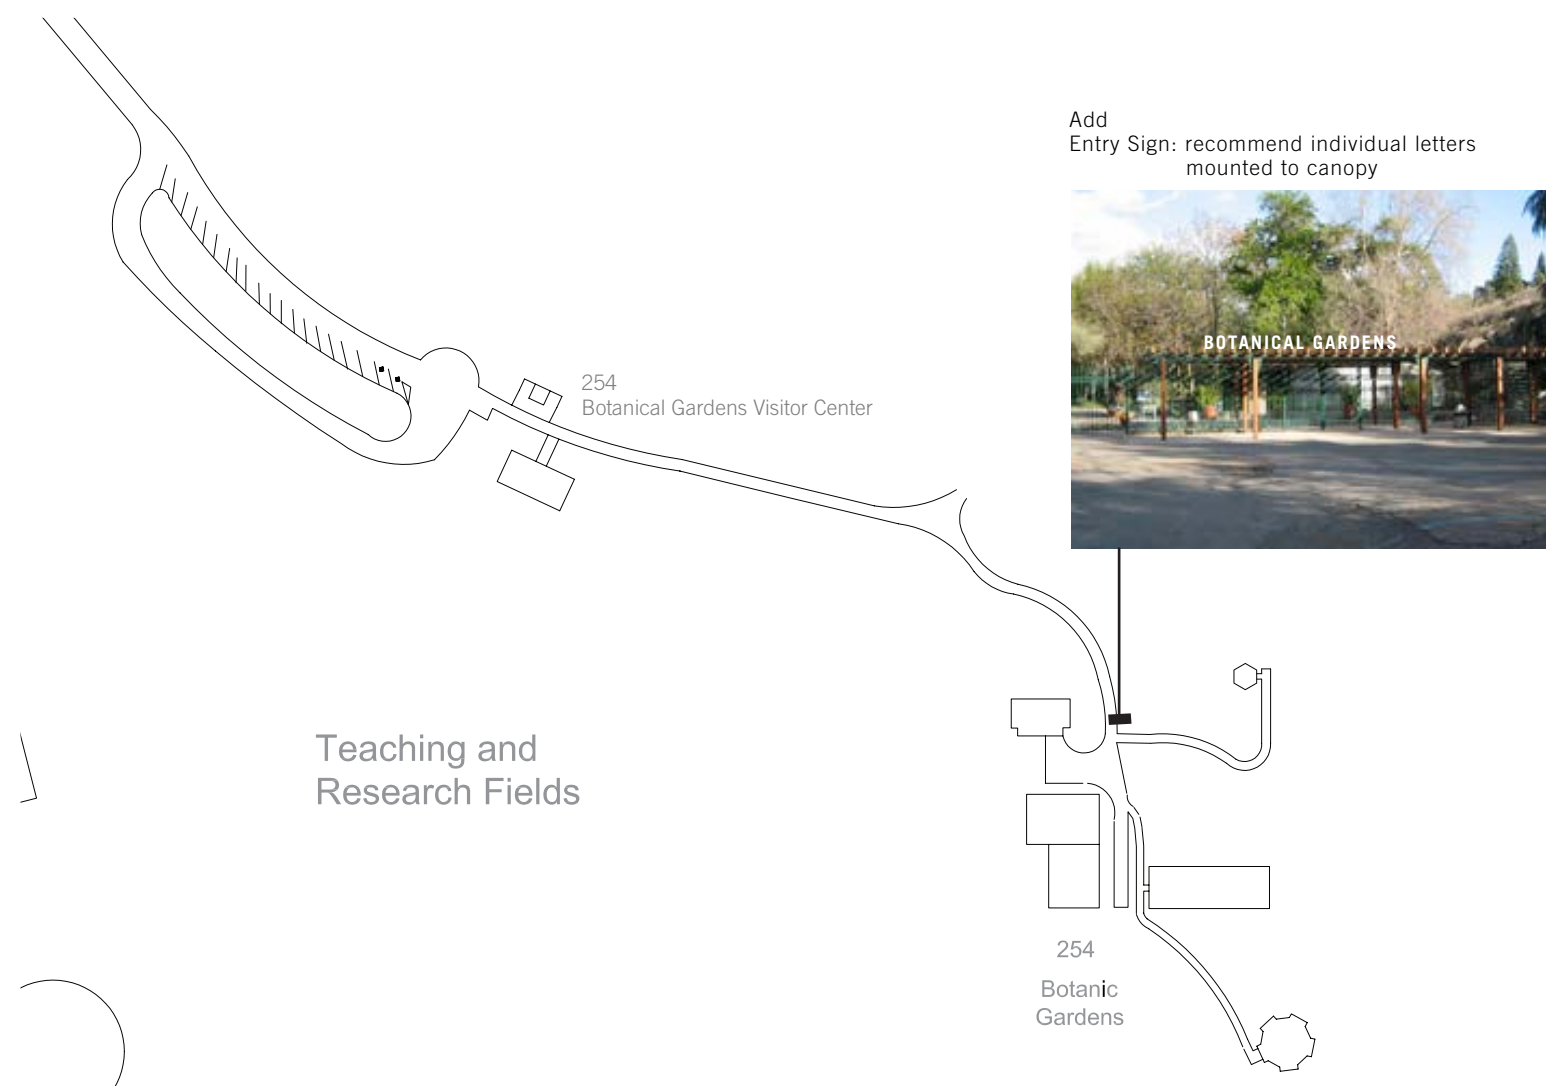 Add
Entry Sign: recommend individual letters
mounted to canopy
BOTANICAL GARDENS
254
Botanical Gardens Visitor Center
Teaching and
Research Fields
254
Botanic
Gardens